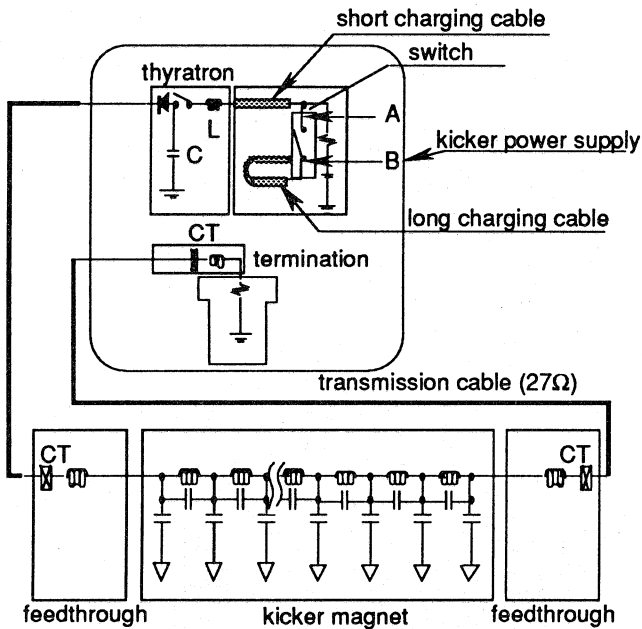 short charging cable
switch
thyratron
A
L
C
B
kicker power supply
long charging cable
CT
termination
transmission cable (27Ω)
CT
CT
feedthrough
kicker magnet
feedthrough